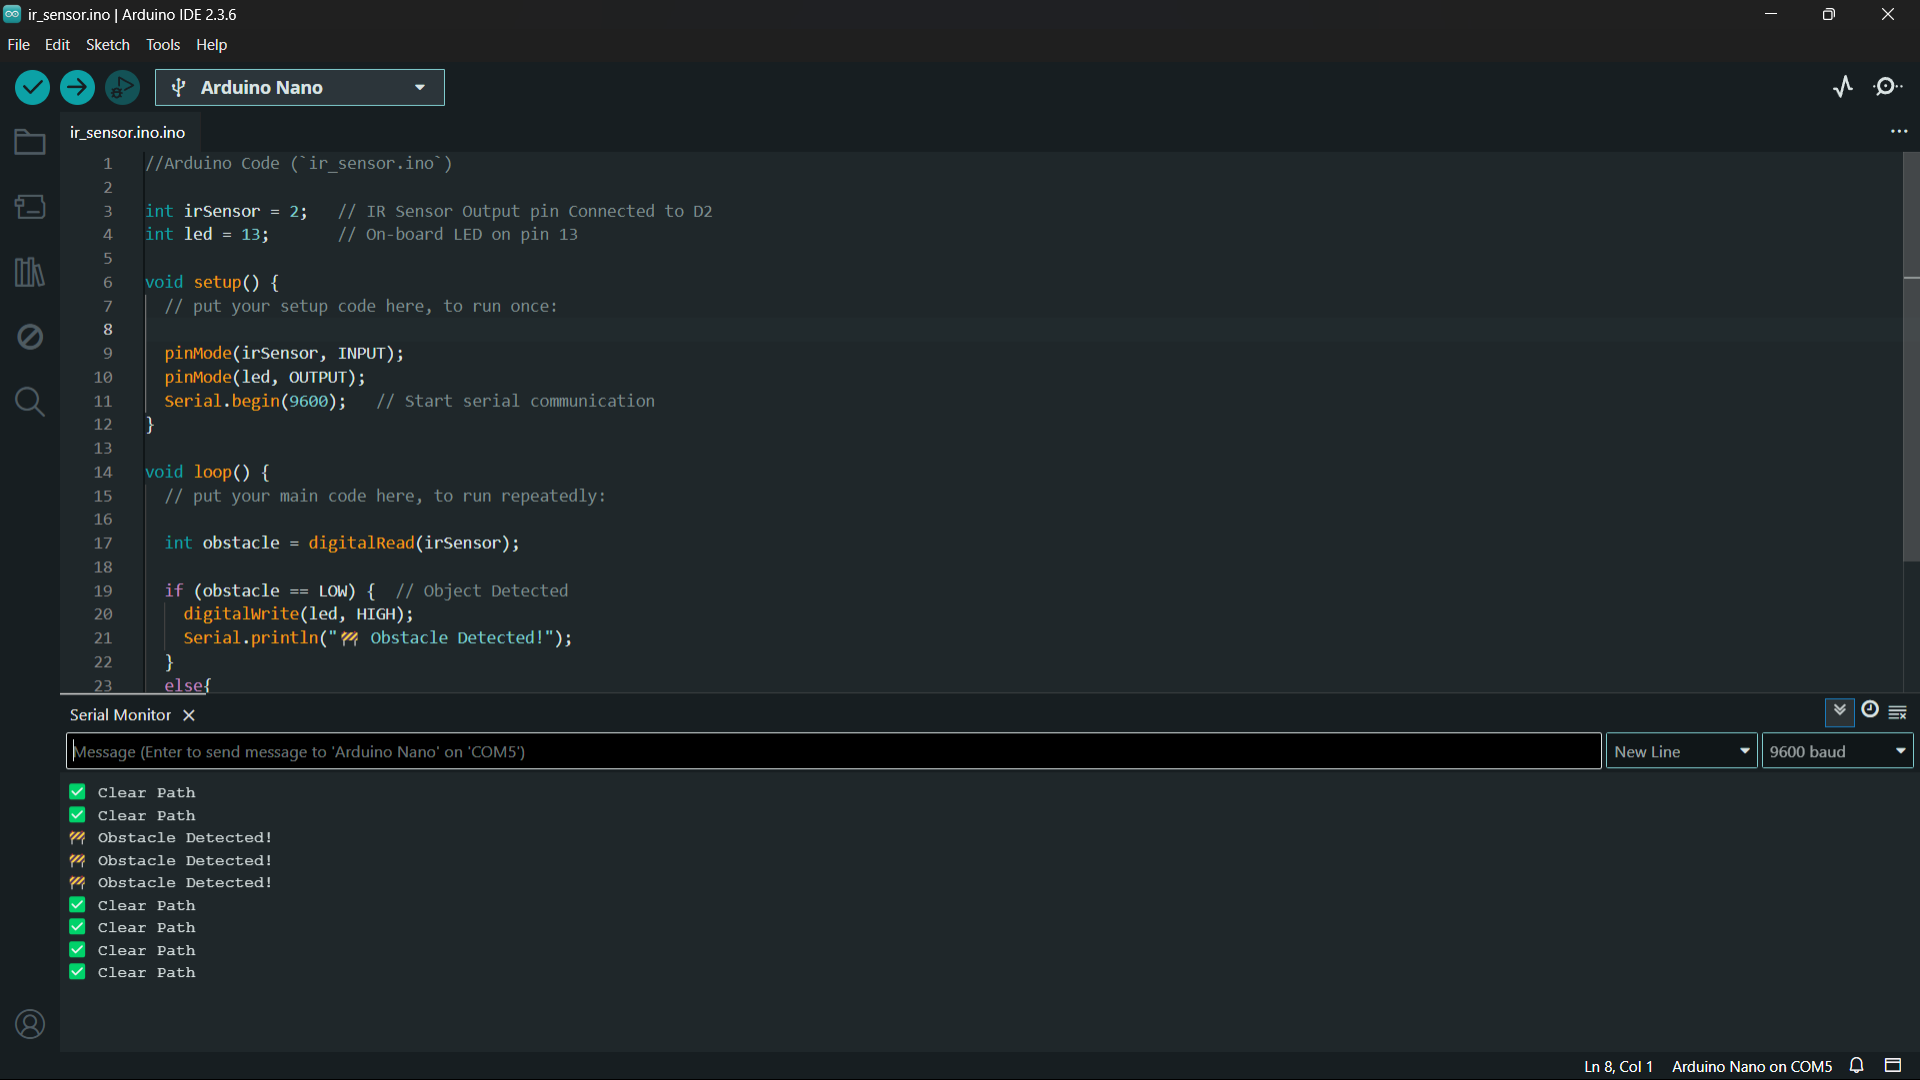 ir_sensor.ino | Arduino IDE 2.3.6
File Edit Sketch Tools Help
Arduino Nano
ir_sensor.ino.ino
1 //Arduino Code (`ir_sensor.ino`)
2
3 int irSensor = 2;   // IR Sensor Output pin Connected to D2
4 int led = 13;       // On-board LED on pin 13
5
6 void setup() {
7   // put your setup code here, to run once:
8
9   pinMode(irSensor, INPUT);
10   pinMode(led, OUTPUT);
11   Serial.begin(9600);   // Start serial communication
12 }
13
14 void loop() {
15   // put your main code here, to run repeatedly:
16
17   int obstacle = digitalRead(irSensor);
18
19   if (obstacle == LOW) {  // Object Detected
20     digitalWrite(led, HIGH);
21     Serial.println("🚧 Obstacle Detected!");
22   }
23   else{
Serial Monitor
Message (Enter to send message to 'Arduino Nano' on 'COM5')
New Line
9600 baud
✅ Clear Path
✅ Clear Path
🚧 Obstacle Detected!
🚧 Obstacle Detected!
🚧 Obstacle Detected!
✅ Clear Path
✅ Clear Path
✅ Clear Path
✅ Clear Path
Ln 8, Col 1 Arduino Nano on COM5